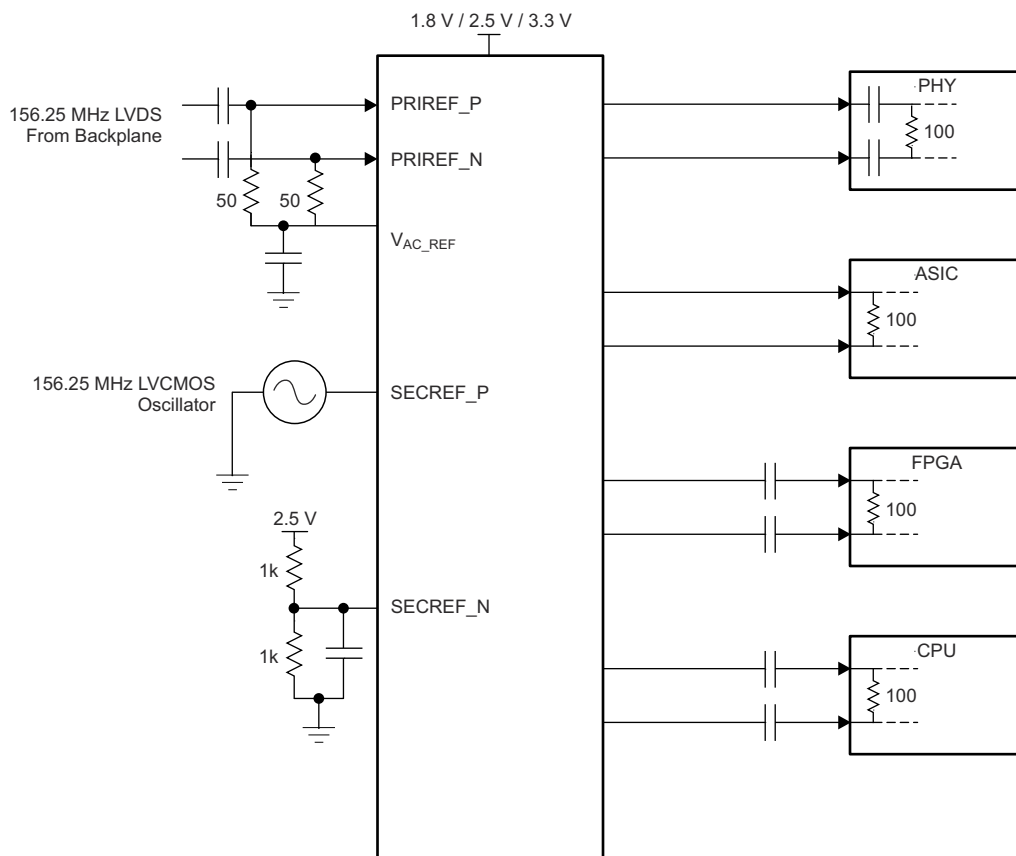 1.8 V / 2.5 V / 3.3 V
156.25 MHz LVDS
From Backplane
PRIREF_P
PRIREF_N
50
50
VAC_REF
156.25 MHz LVCMOS
Oscillator
SECREF_P
2.5 V
1k
SECREF_N
1k
PHY
100
ASIC
100
FPGA
100
CPU
100